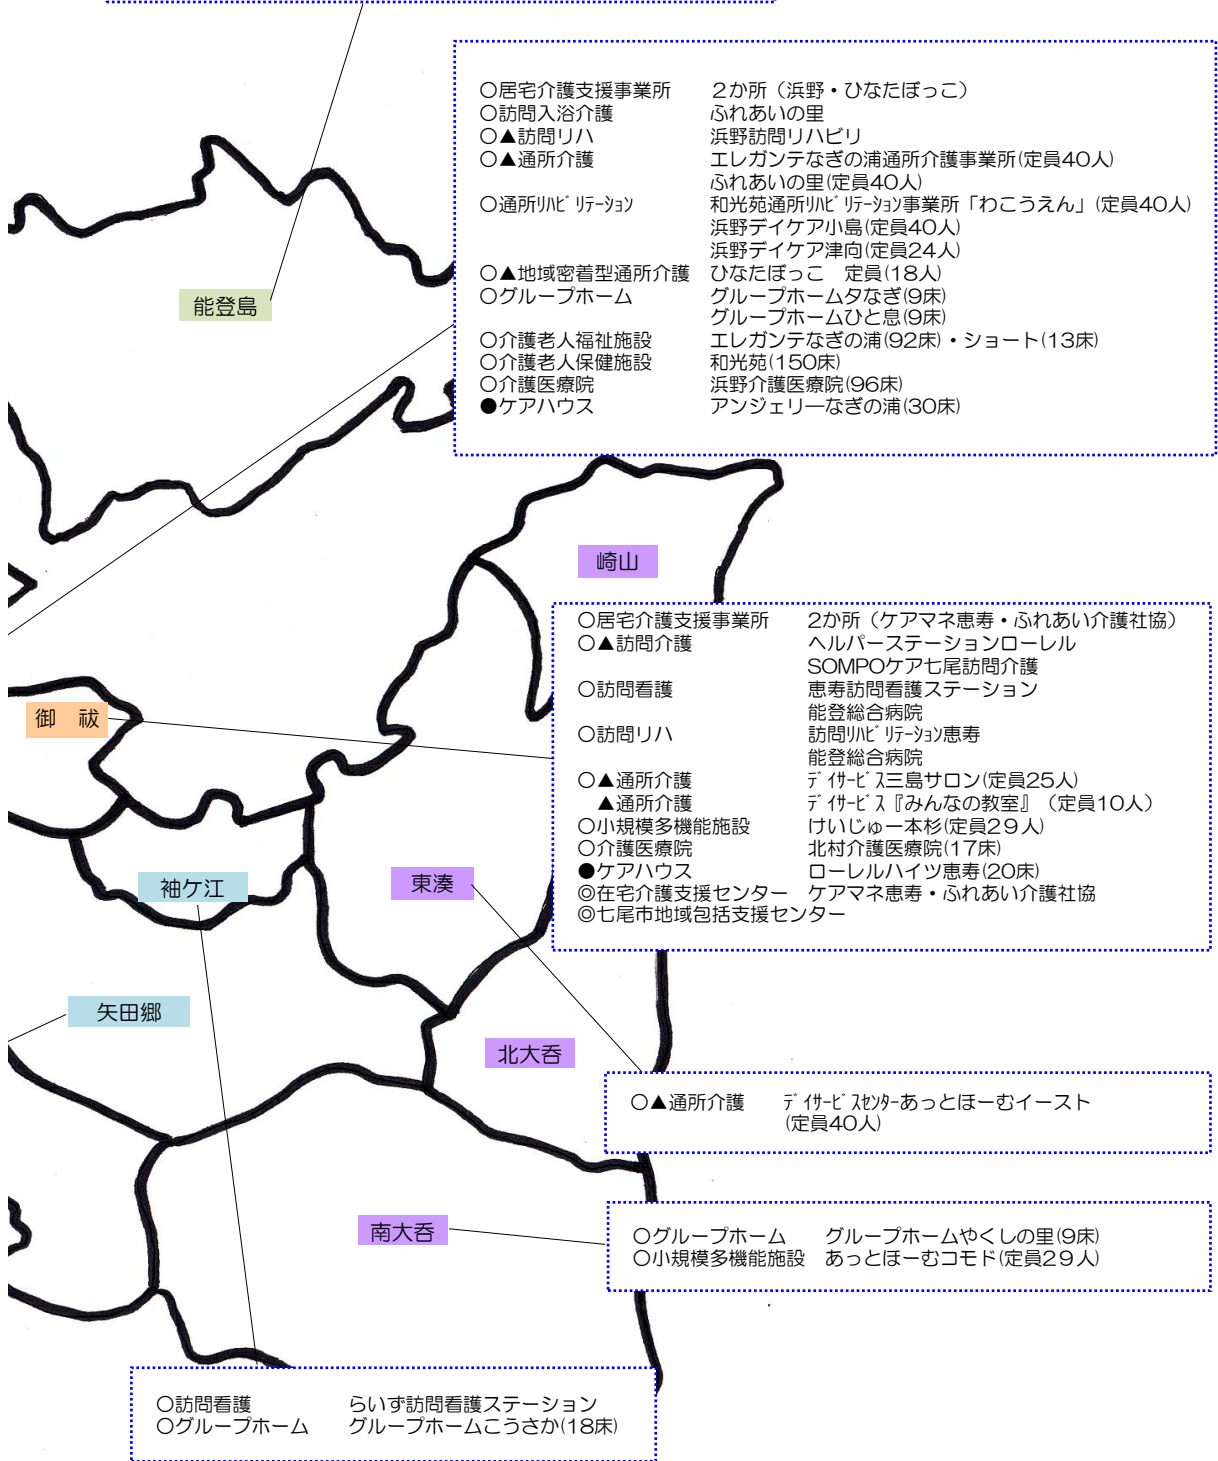 ○居宅介護支援事業所　２か所（浜野・ひなたぼっこ）
○訪問入浴介護　ふれあいの里
○▲訪問リハ　浜野訪問リハビリ
○▲通所介護　エレガンテなぎの浦通所介護事業所(定員40人)
ふれあいの里(定員40人)
○通所ﾘﾊﾋﾞﾘﾃｰｼｮﾝ　和光苑通所ﾘﾊﾋﾞﾘﾃｰｼｮﾝ事業所「わこうえん」(定員40人)
浜野デイケア小島(定員40人)
浜野デイケア津向(定員24人)
○▲地域密着型通所介護　ひなたぼっこ　定員(18人)
○グループホーム　グループホーム夕なぎ(9床)
グループホームひと息(9床)
○介護老人福祉施設　エレガンテなぎの浦(92床)・ショート(13床)
○介護老人保健施設　和光苑(150床)
○介護医療院　浜野介護医療院(96床)
●ケアハウス　アンジェリーなぎの浦(30床)
能登島
崎山
○居宅介護支援事業所　2か所（ケアマネ恵寿・ふれあい介護社協）
○▲訪問介護　ヘルパーステーションローレル
SOMPOケア七尾訪問介護
○訪問看護　恵寿訪問看護ステーション
能登総合病院
○訪問リハ　訪問ﾘﾊﾋﾞﾘﾃｰｼｮﾝ恵寿
能登総合病院
○▲通所介護　ﾃﾞｲｻｰﾋﾞｽ三島サロン(定員25人)
▲通所介護　ﾃﾞｲｻｰﾋﾞｽ『みんなの教室』（定員10人）
○小規模多機能施設　けいじゅ一本杉(定員29人)
○介護医療院　北村介護医療院(17床)
●ケアハウス　ローレルハイツ恵寿(20床)
◎在宅介護支援センター　ケアマネ恵寿・ふれあい介護社協
◎七尾市地域包括支援センター
御　祓
袖ケ江
東湊
矢田郷
北大呑
○▲通所介護　ﾃﾞｲｻｰﾋﾞｽｾﾝﾀｰあっとほーむイースト
(定員40人)
南大呑
○グループホーム　グループホームやくしの里(9床)
○小規模多機能施設　あっとほーむコモド(定員29人)
○訪問看護　らいず訪問看護ステーション
○グループホーム　グループホームこうさか(18床)